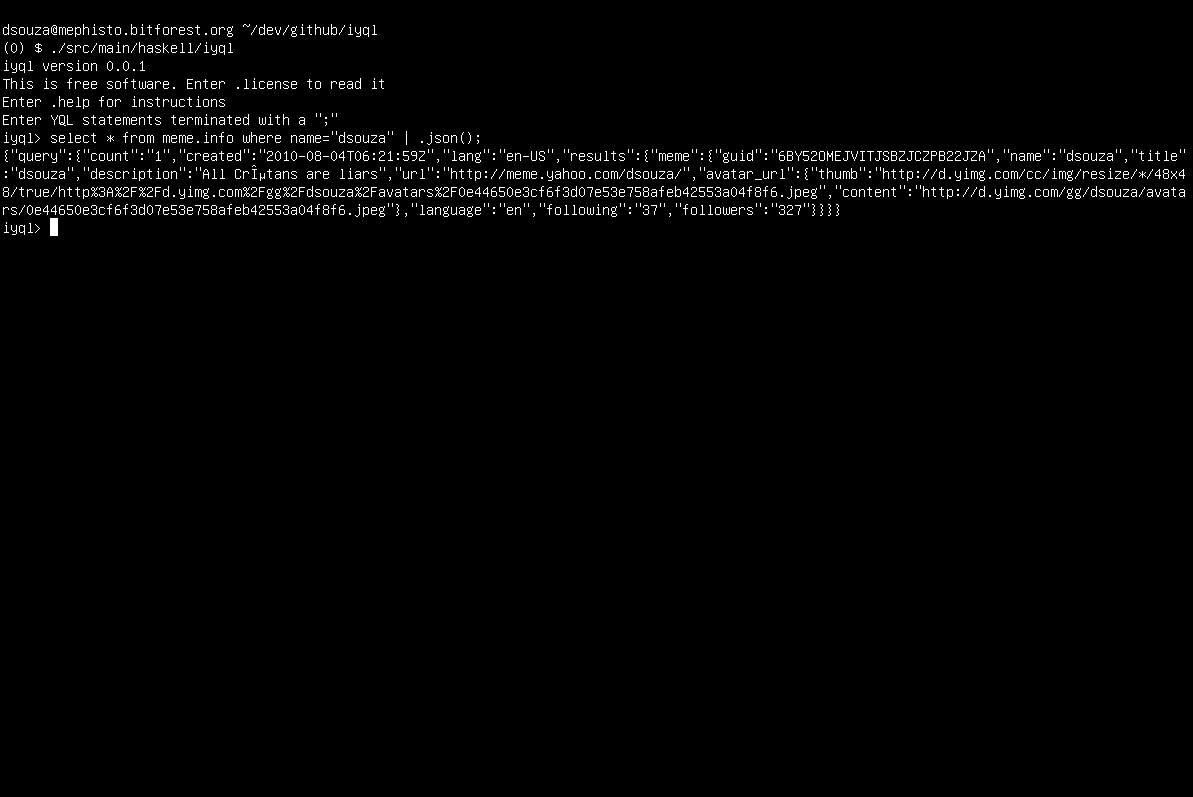 dsouza@mephisto.bitforest.org ~/dev/github/iyql
(0) $ ./src/main/haskell/iyql
iyql version 0.0.1
This is free software. Enter .license to read it
Enter .help for instructions
Enter YQL statements terminated with a ";"
iyql> select * from meme.info where name="dsouza" | .json();
{"query":{"count":"1","created":"2010-08-04T06:21:59Z","lang":"en-US","results":{"meme":{"guid":"6BY52OMEJVITJSBZJCZPB22JZA","name":"dsouza","title"
:"dsouza","description":"All CrÎµtans are liars","url":"http://meme.yahoo.com/dsouza/","avatar_url":{"thumb":"http://d.yimg.com/cc/img/resize/*/48x4
8/true/http%3A%2F%2Fd.yimg.com%2Fgg%2Fdsouza%2Favatars%2F0e44650e3cf6f3d07e53e758afeb42553a04f8f6.jpeg","content":"http://d.yimg.com/gg/dsouza/avata
rs/0e44650e3cf6f3d07e53e758afeb42553a04f8f6.jpeg"},"language":"en","following":"37","followers":"327"}}}}
iyql>